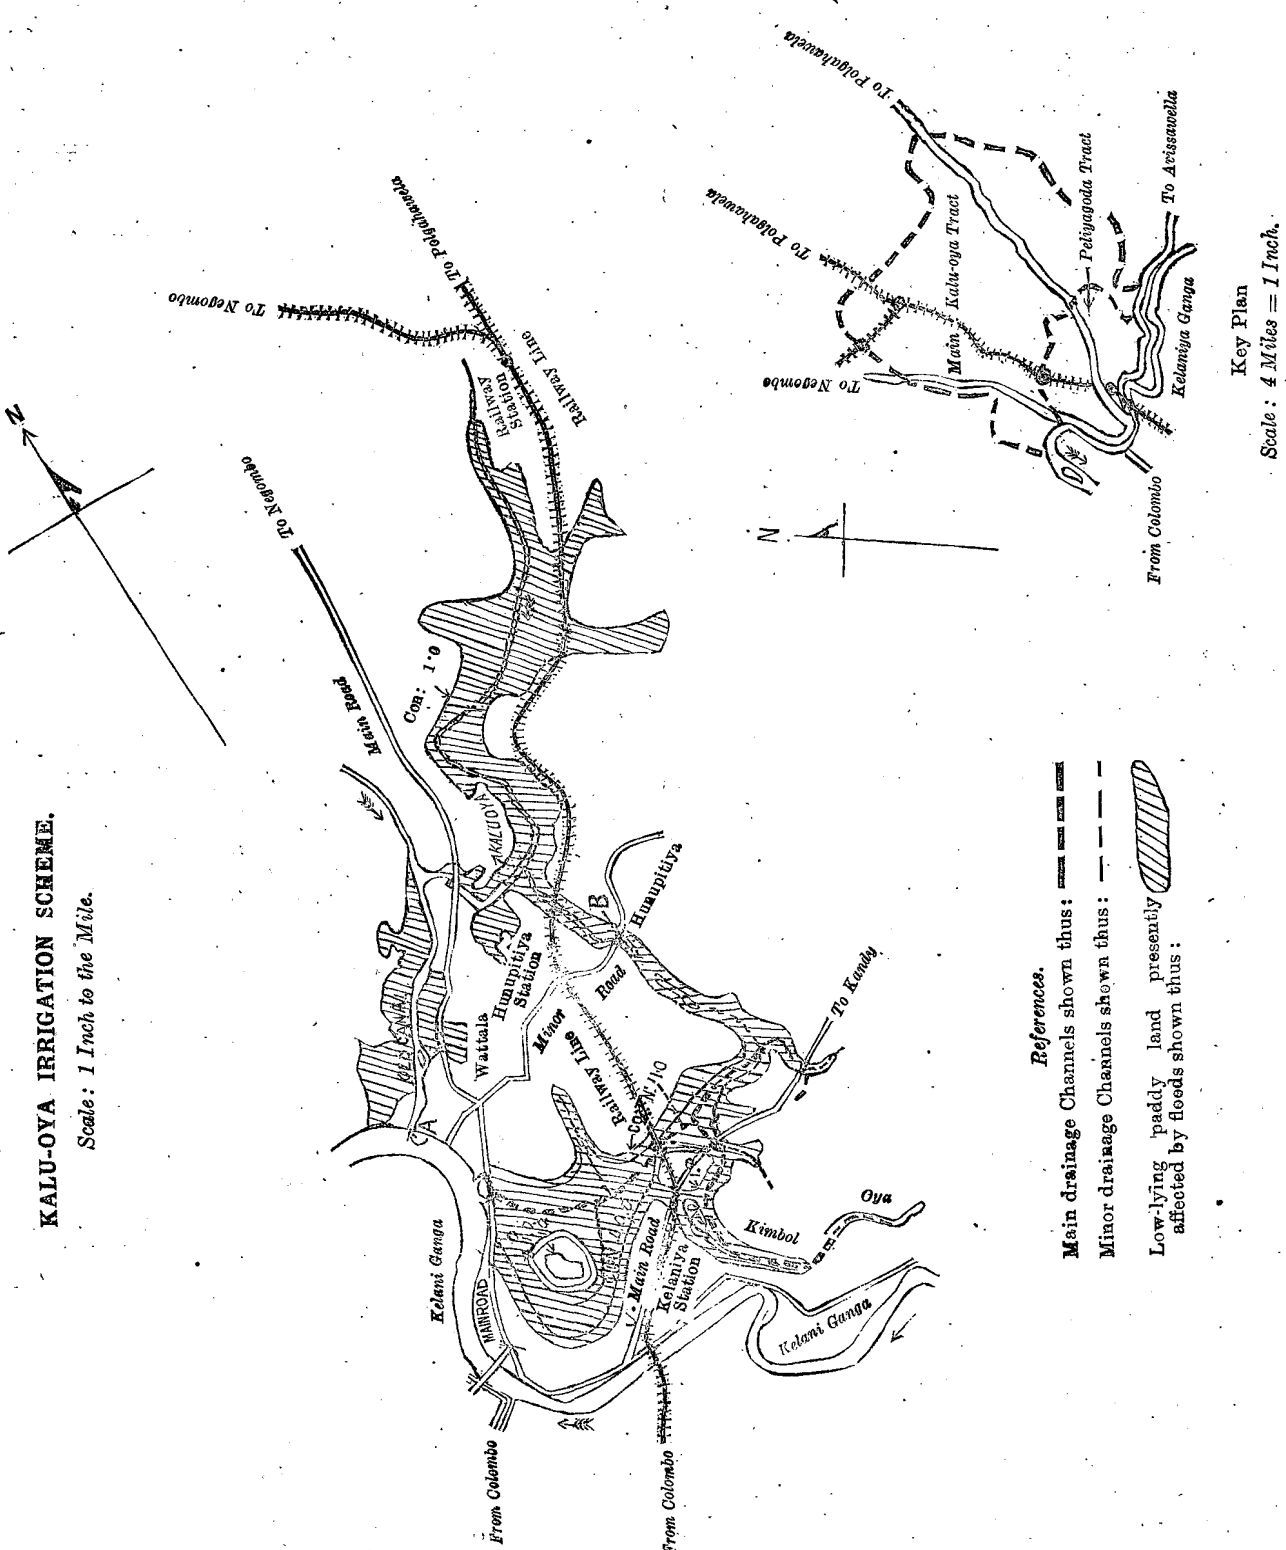 KALU-OYA IRRIGATION SCHEME.
Scale: 1 Inch to the Mile.
N
To Negombo
To Polgahawela
Railway
Station
Railway Line
To Negombo
Main Road
Con: 1·0
KALU OYA
B
Hunupitiya
Hunupitiya
Station
Wattala
Minor
Road
Railway Line
To Kandy
A
Kelani Ganga
MAIN ROAD
Main Road
Kelaniya
Station
Kimbol
Oya
Kelani Ganga
From Colombo
From Colombo
References.
Main drainage Channels shown thus:
Minor drainage Channels shown thus:
Low-lying paddy land presently
affected by floods shown thus:
N
To Polgahawela
To Polgahawela
To Negombo
Main Kalu-oya Tract
Peliyagoda Tract
To Avissawella
Kelaniya Ganga
From Colombo
Key Plan
Scale: 4 Miles = 1 Inch.